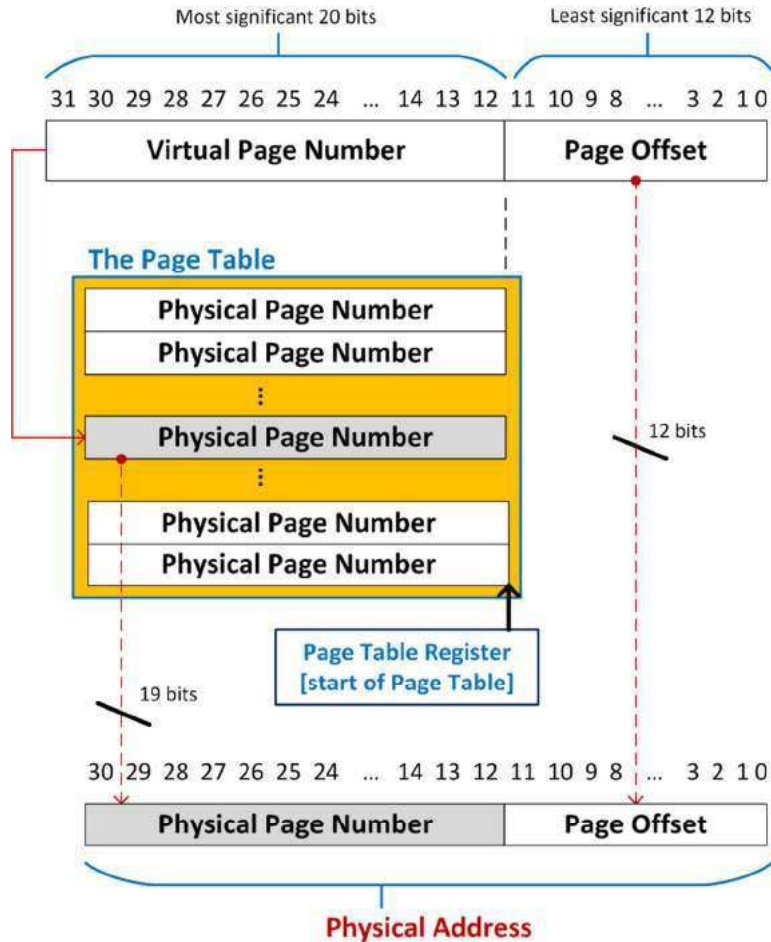 Most significant 20 bits Least significant 12 bits
31 30 29 28 27 26 25 24 ... 14 13 12 11 10 9 8 ... 3 2 1 0
Virtual Page Number Page Offset
The Page Table
Physical Page Number
Physical Page Number
⋮
Physical Page Number
12 bits
⋮
Physical Page Number
Physical Page Number
Page Table Register
[start of Page Table]
19 bits
30 29 28 27 26 25 24 ... 14 13 12 11 10 9 8 ... 3 2 1 0
Physical Page Number Page Offset
Physical Address